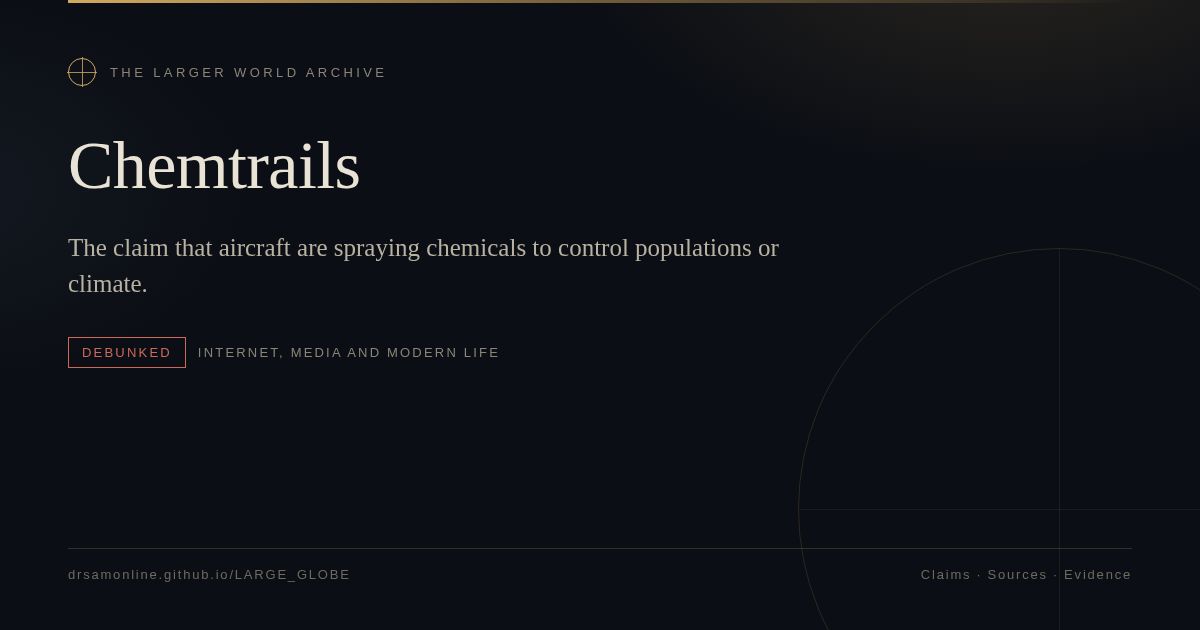 THE LARGER WORLD ARCHIVE
Chemtrails
The claim that aircraft are spraying chemicals to control populations or
climate.
DEBUNKED INTERNET, MEDIA AND MODERN LIFE
drsamonline.github.io/LARGE_GLOBE
Claims · Sources · Evidence